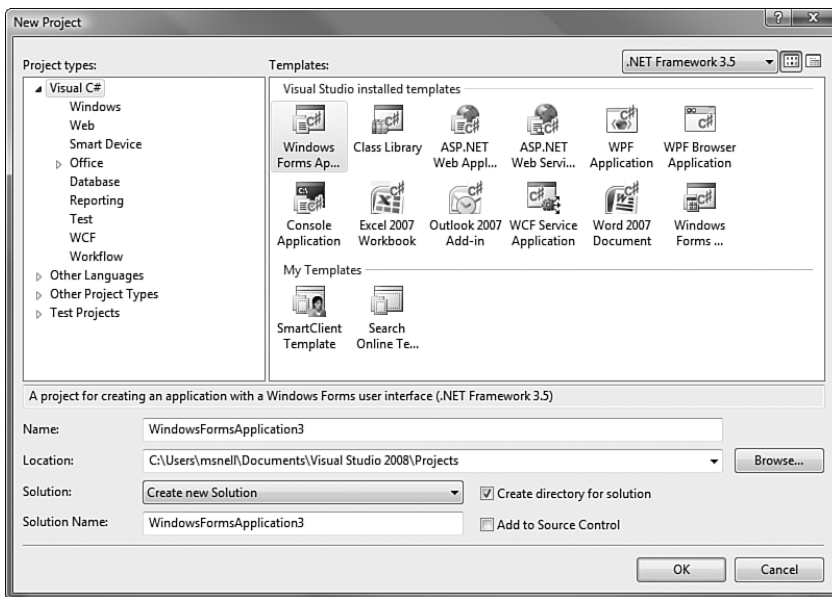 New Project
Project types:
Templates:
.NET Framework 3.5
Visual C#
Windows
Web
Smart Device
Office
Database
Reporting
Test
WCF
Workflow
Other Languages
Other Project Types
Test Projects
Visual Studio installed templates
Windows Forms Ap...
Class Library
ASP.NET Web Appl...
ASP.NET Web Servi...
WPF Application
WPF Browser Application
Console Application
Excel 2007 Workbook
Outlook 2007 Add-in
WCF Service Application
Word 2007 Document
Windows Forms ...
My Templates
SmartClient Template
Search Online Te...
A project for creating an application with a Windows Forms user interface (.NET Framework 3.5)
Name: WindowsFormsApplication3
Location: C:\Users\msnell\Documents\Visual Studio 2008\Projects Browse...
Solution: Create new Solution Create directory for solution
Solution Name: WindowsFormsApplication3 Add to Source Control
OK Cancel